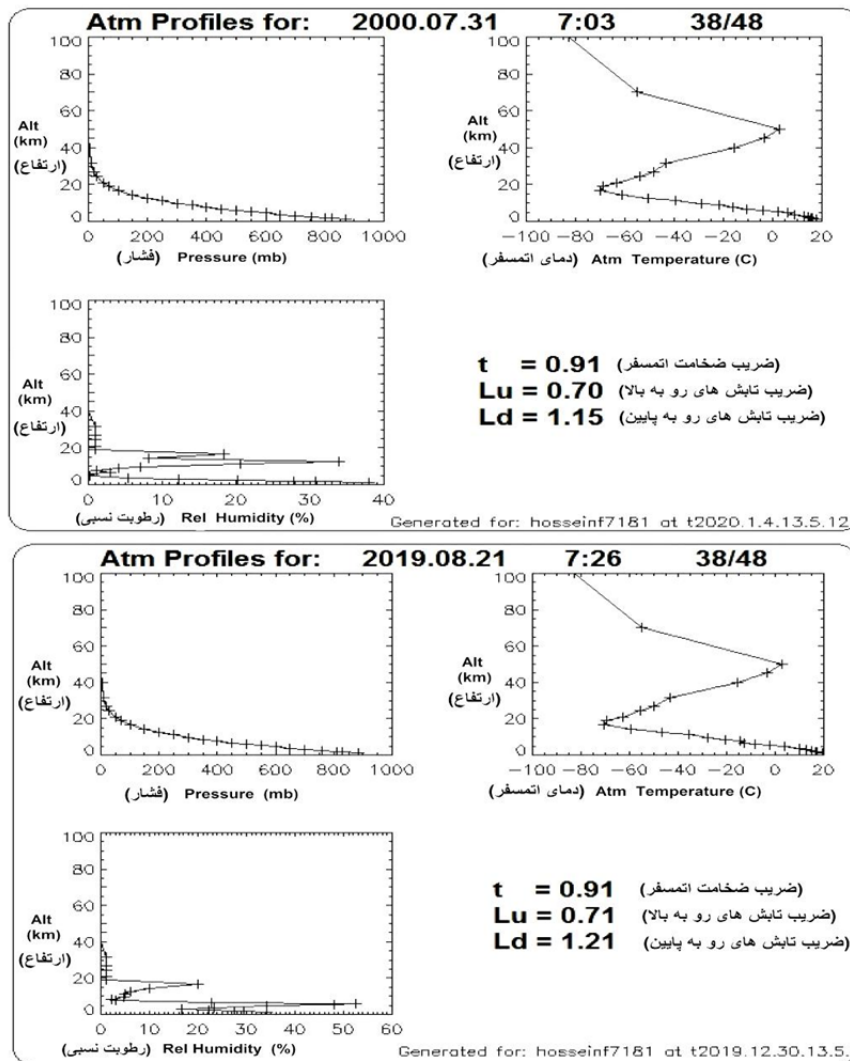 Atm Profiles for: 2000.07.31 7:03 38/48
100
80
60
40
20
0
Alt
(km)
(ارتفاع)
0 200 400 600 800 1000
(فشار) Pressure (mb)
100
80
60
40
20
0
Alt
(km)
(ارتفاع)
−100 −80 −60 −40 −20 0 20
(دمای اتمسفر) Atm Temperature (C)
100
80
60
40
20
0
Alt
(km)
(ارتفاع)
0 10 20 30 40
(رطوبت نسبی) Rel Humidity (%)
t = 0.91 (ضریب ضخامت اتمسفر)
Lu = 0.70 (ضریب تابش های رو به بالا)
Ld = 1.15 (ضریب تابش های رو به پایین)
Generated for: hosseinf7181 at t2020.1.4.13.5.12
Atm Profiles for: 2019.08.21 7:26 38/48
100
80
60
40
20
0
Alt
(km)
(ارتفاع)
0 200 400 600 800 1000
(فشار) Pressure (mb)
100
80
60
40
20
0
Alt
(km)
(ارتفاع)
−100 −80 −60 −40 −20 0 20
(دمای اتمسفر) Atm Temperature (C)
100
80
60
40
20
0
Alt
(km)
(ارتفاع)
0 10 20 30 40 50 60
(رطوبت نسبی) Rel Humidity (%)
t = 0.91 (ضریب ضخامت اتمسفر)
Lu = 0.71 (ضریب تابش های رو به بالا)
Ld = 1.21 (ضریب تابش های رو به پایین)
Generated for: hosseinf7181 at t2019.12.30.13.5.